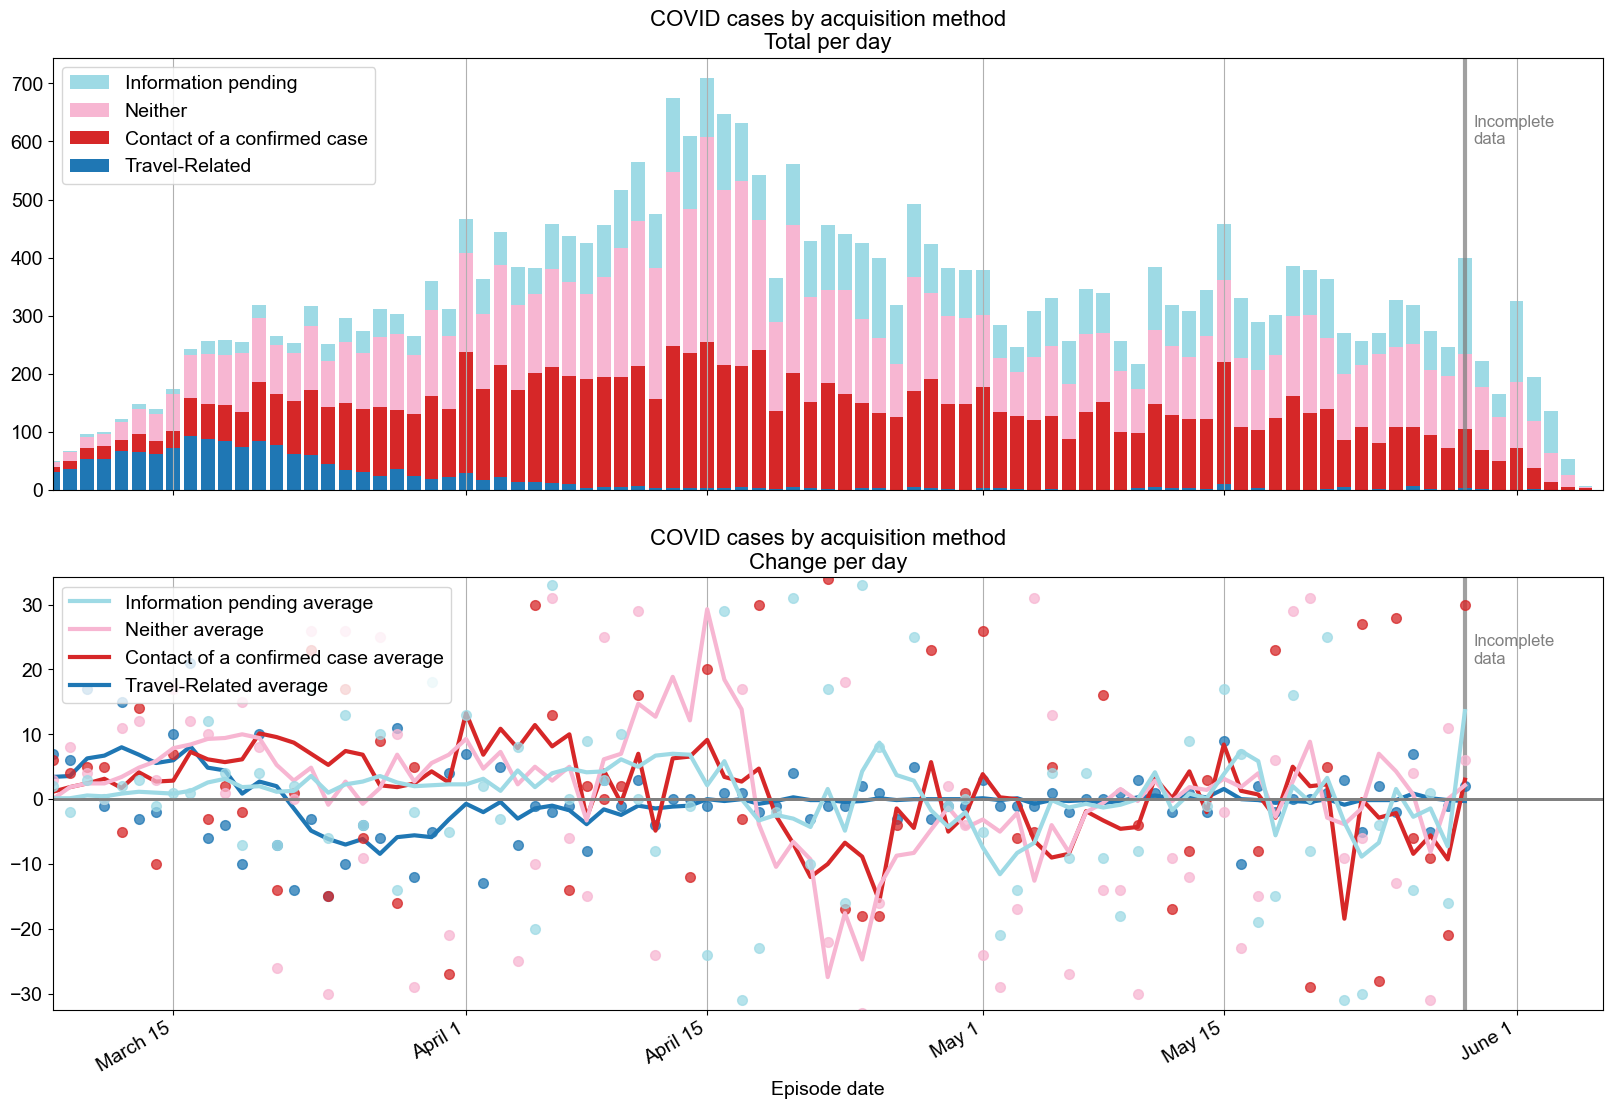 COVID cases by acquisition method
Total per day
Information pending
Neither
Contact of a confirmed case
Travel-Related
700
600
500
400
300
200
100
0
Incomplete
data
COVID cases by acquisition method
Change per day
Information pending average
Neither average
Contact of a confirmed case average
Travel-Related average
30
20
10
0
−10
−20
−30
Incomplete
data
March 15
April 1
April 15
May 1
May 15
June 1
Episode date